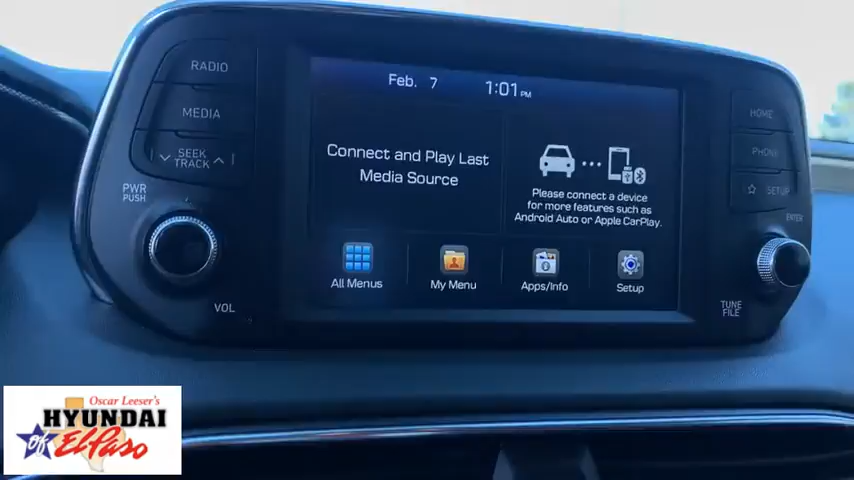 RADIO
MEDIA
SEEK
TRACK
PWR
PUSH
VOL
Feb. 7 1:01 PM
Connect and Play Last
Media Source
Please connect a device
for more features such as
Android Auto or Apple CarPlay.
All Menus
My Menu
Apps/Info
Setup
HOME
PHONE
SETUP
ENTER
TUNE
FILE
Oscar Leeser's
HYUNDAI
of El Paso